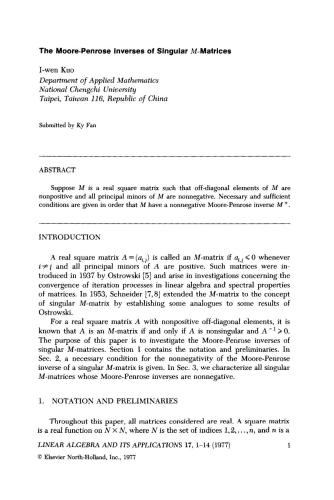 The Moore-Penrose Inverses of Singular M-Matrices
I-wen Kuo
Department of Applied Mathematics
National Chengchi University
Taipei, Taiwan 116, Republic of China
Submitted by Ky Fan
ABSTRACT
Suppose M is a real square matrix such that off-diagonal elements of M are
nonpositive and all principal minors of M are nonnegative. Necessary and sufficient
conditions are given in order that M have a nonnegative Moore-Penrose inverse M⁺.
INTRODUCTION
A real square matrix A=(aᵢⱼ) is called an M-matrix if aᵢⱼ⩽0 whenever
i≠j and all principal minors of A are positive. Such matrices were in-
troduced in 1937 by Ostrowski [5] and arise in investigations concerning the
convergence of iteration processes in linear algebra and spectral properties
of matrices. In 1953, Schneider [7,8] extended the M-matrix to the concept
of singular M-matrix by establishing some analogues to some results of
Ostrowski.
For a real square matrix A with nonpositive off-diagonal elements, it is
known that A is an M-matrix if and only if A is nonsingular and A⁻¹⩾0.
The purpose of this paper is to investigate the Moore-Penrose inverses of
singular M-matrices. Section 1 contains the notation and preliminaries. In
Sec. 2, a necessary condition for the nonnegativity of the Moore-Penrose
inverse of a singular M-matrix is given. In Sec. 3, we characterize all singular
M-matrices whose Moore-Penrose inverses are nonnegative.
1. NOTATION AND PRELIMINARIES
Throughout this paper, all matrices considered are real. A square matrix
is a real function on N×N, where N is the set of indices 1,2,...,n, and n is a
LINEAR ALGEBRA AND ITS APPLICATIONS 17, 1-14 (1977) 1
© Elsevier North-Holland, Inc., 1977